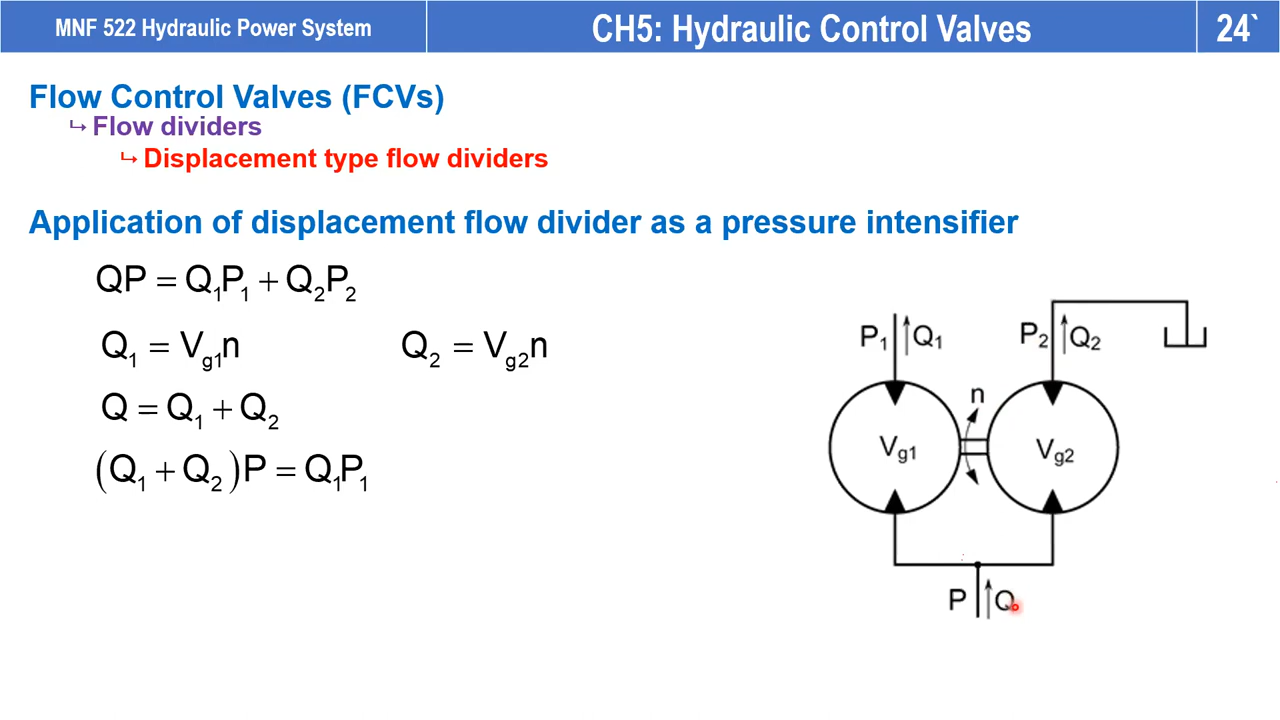 MNF 522 Hydraulic Power System
CH5: Hydraulic Control Valves
24`
Flow Control Valves (FCVs)
↪ Flow dividers
↪ Displacement type flow dividers
Application of displacement flow divider as a pressure intensifier
QP = Q₁P₁ + Q₂P₂
Q₁ = V_g1 n
Q₂ = V_g2 n
Q = Q₁ + Q₂
(Q₁ + Q₂)P = Q₁P₁
P₁ Q₁
P₂ Q₂
n
V_g1
V_g2
P Q